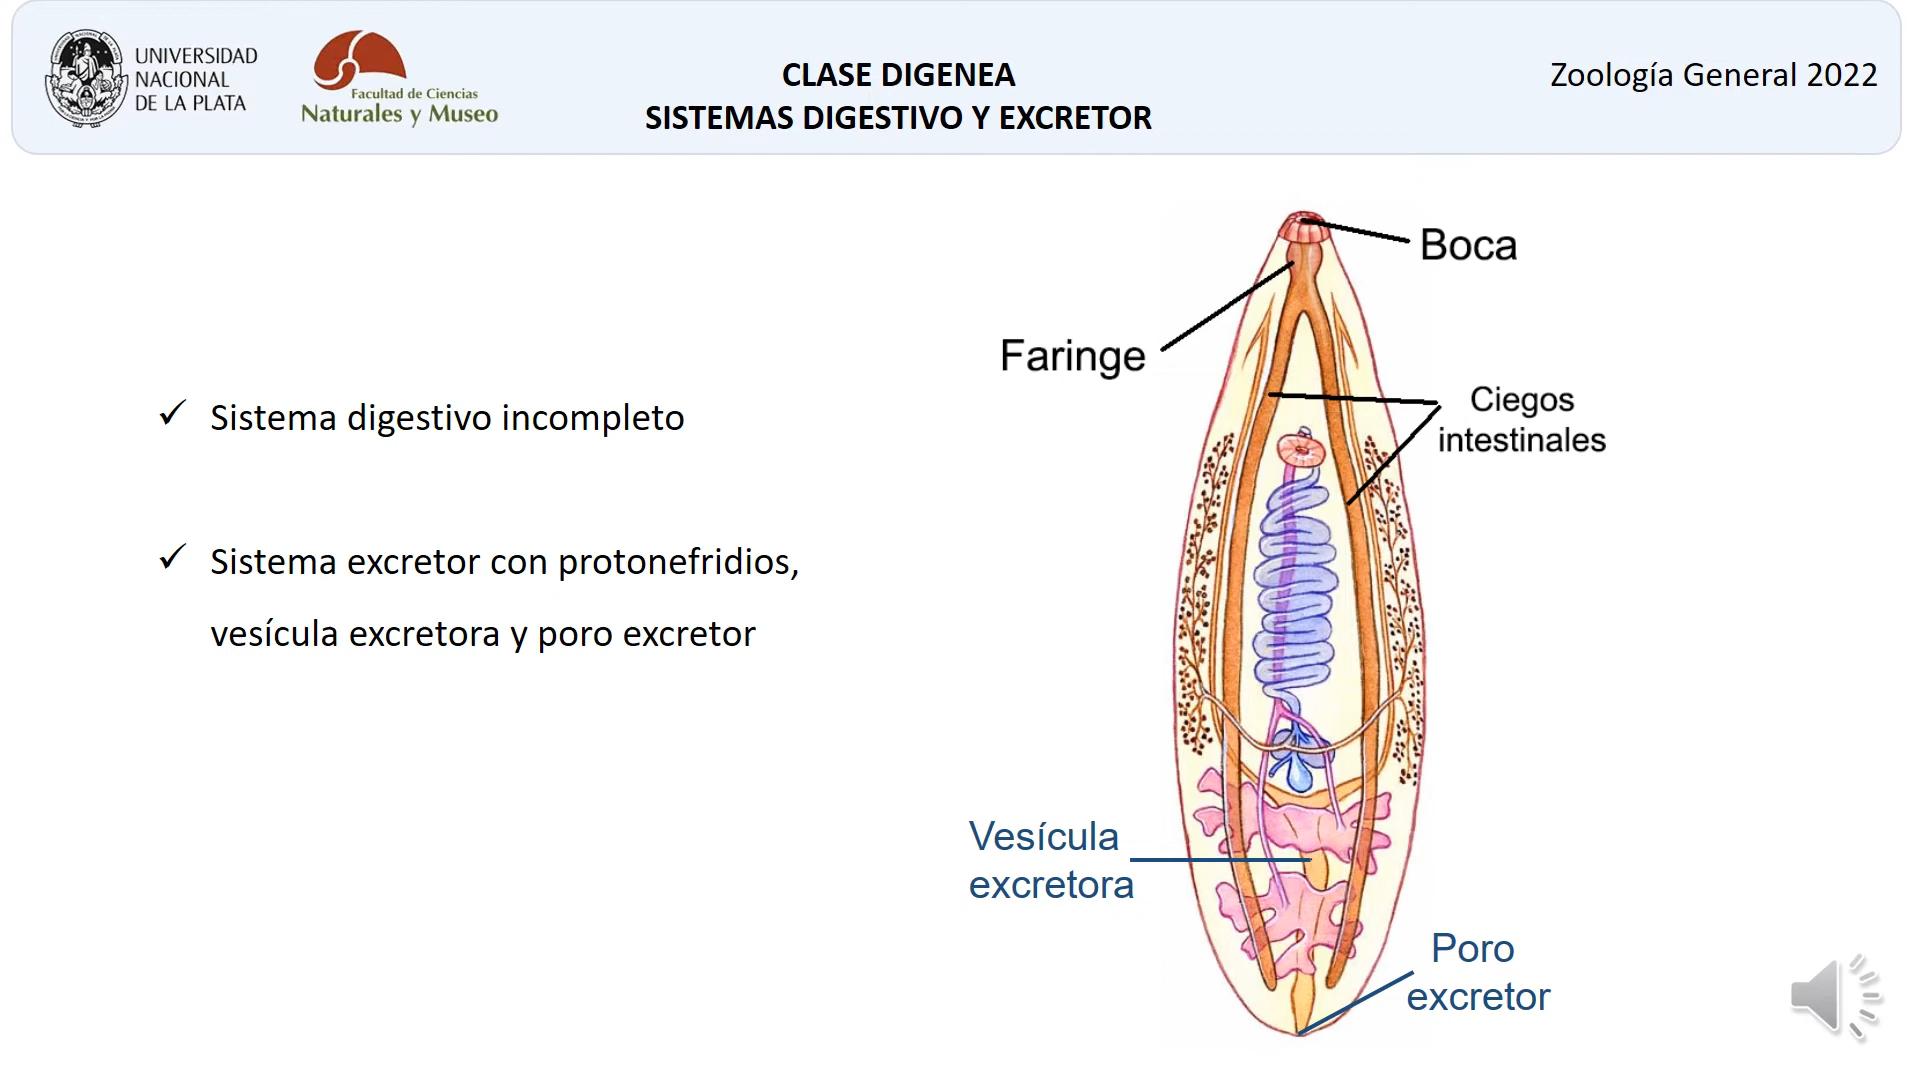 UNIVERSIDAD
NACIONAL
DE LA PLATA
Facultad de Ciencias
Naturales y Museo
CLASE DIGENEA
SISTEMAS DIGESTIVO Y EXCRETOR
Zoología General 2022
✓ Sistema digestivo incompleto
✓ Sistema excretor con protonefridios,
vesícula excretora y poro excretor
Boca
Faringe
Ciegos
intestinales
Vesícula
excretora
Poro
excretor